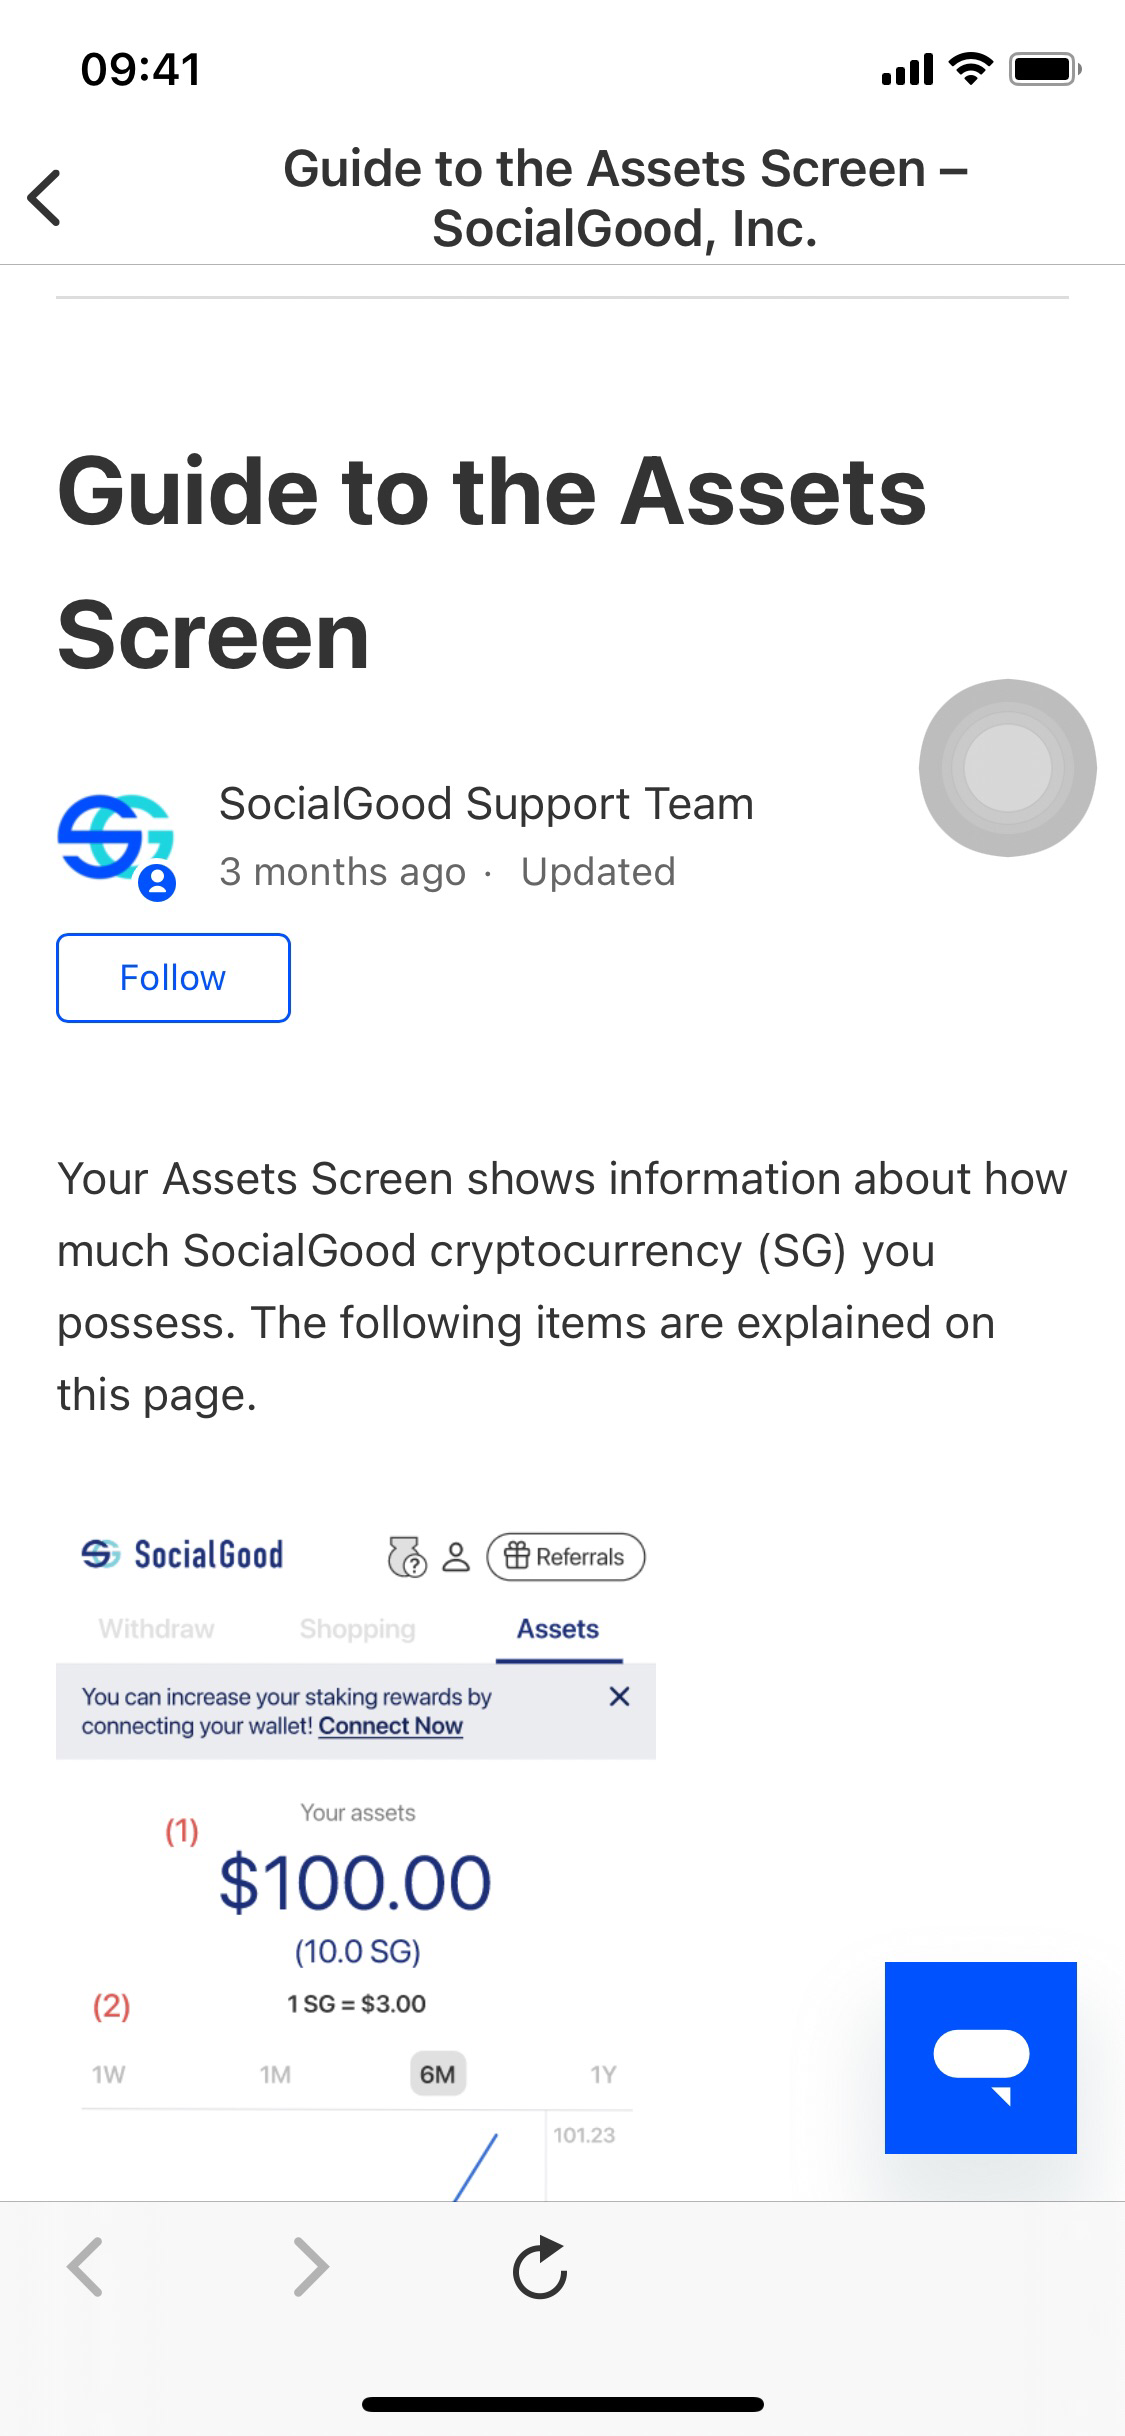 09:41
Guide to the Assets Screen –
SocialGood, Inc.
Guide to the Assets
Screen
SocialGood Support Team
3 months ago · Updated
Follow
Your Assets Screen shows information about how
much SocialGood cryptocurrency (SG) you
possess. The following items are explained on
this page.
SocialGood
? Referrals
Withdraw Shopping Assets
You can increase your staking rewards by
connecting your wallet! Connect Now
Your assets
(1)
$100.00
(10.0 SG)
(2) 1 SG = $3.00
1W 1M 6M 1Y
101.23